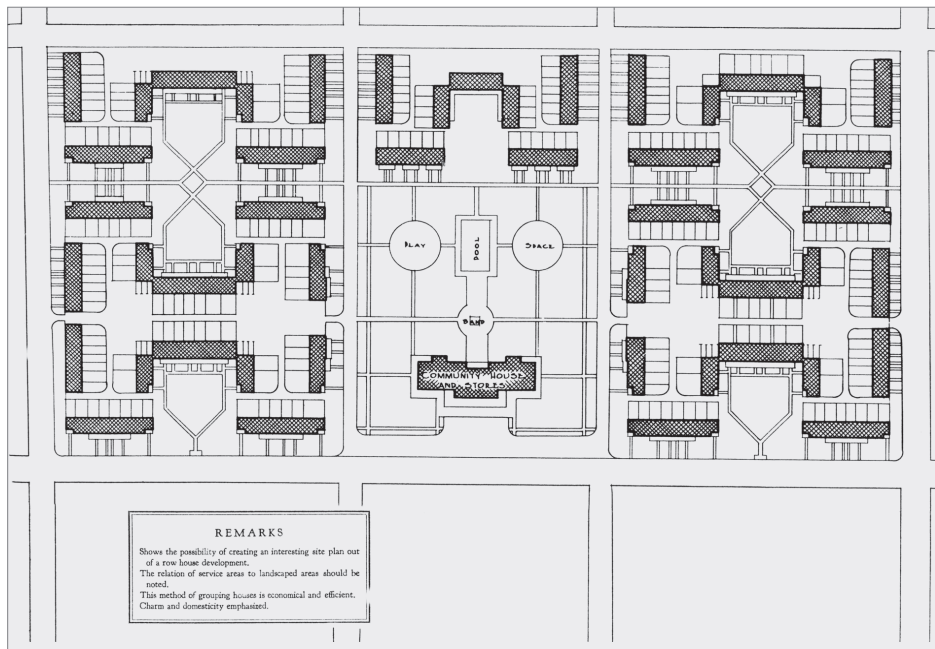 PLAY
POOL
SPACE
BAND
COMMUNITY HOUSE
AND STORES
REMARKS
Shows the possibility of creating an interesting site plan out
of a row house development.
The relation of service areas to landscaped areas should be
noted.
This method of grouping houses is economical and efficient.
Charm and domesticity emphasized.